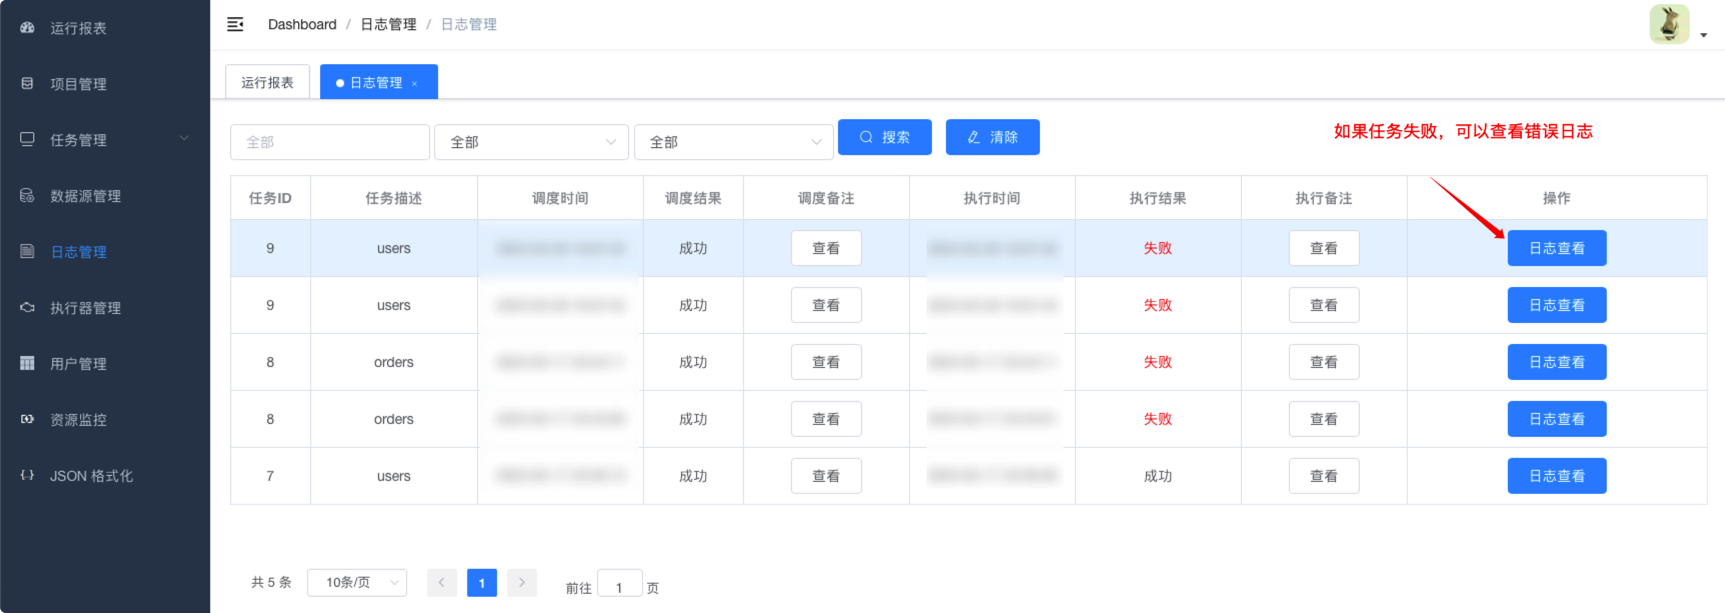 运行报表
项目管理
任务管理
数据源管理
日志管理
执行器管理
用户管理
资源监控
JSON 格式化
Dashboard / 日志管理 / 日志管理
运行报表 日志管理 ×
全部 全部 全部 搜索 清除
如果任务失败，可以查看错误日志
任务ID 任务描述 调度时间 调度结果 调度备注 执行时间 执行结果 执行备注 操作
9 users 成功 查看 失败 查看 日志查看
9 users 成功 查看 失败 查看 日志查看
8 orders 成功 查看 失败 查看 日志查看
8 orders 成功 查看 失败 查看 日志查看
7 users 成功 查看 成功 查看 日志查看
共 5 条 10条/页 1 前往 1 页